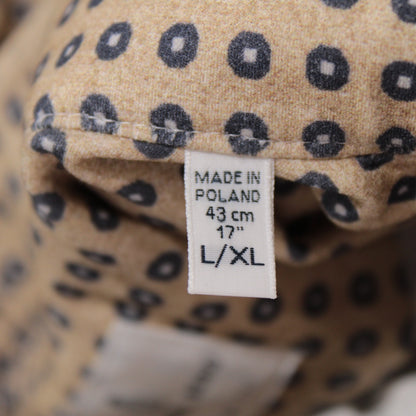 MADE IN
POLAND
43 cm
17"
L/XL